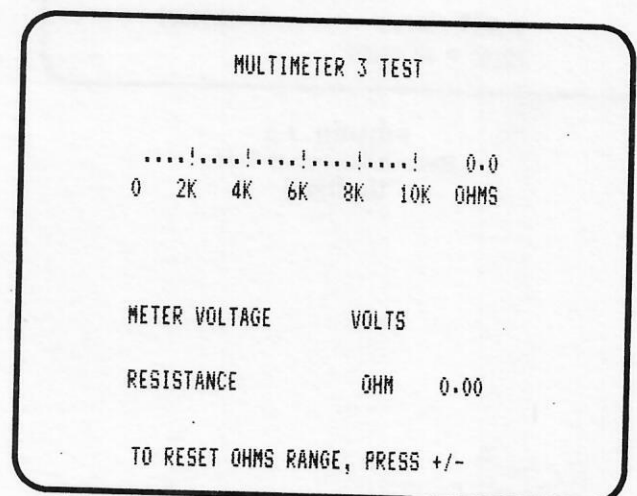 MULTIMETER 3 TEST
....!....!....!....!....! 0.0
0 2K 4K 6K 8K 10K OHMS
METER VOLTAGE VOLTS
RESISTANCE OHM 0.00
TO RESET OHMS RANGE, PRESS +/-